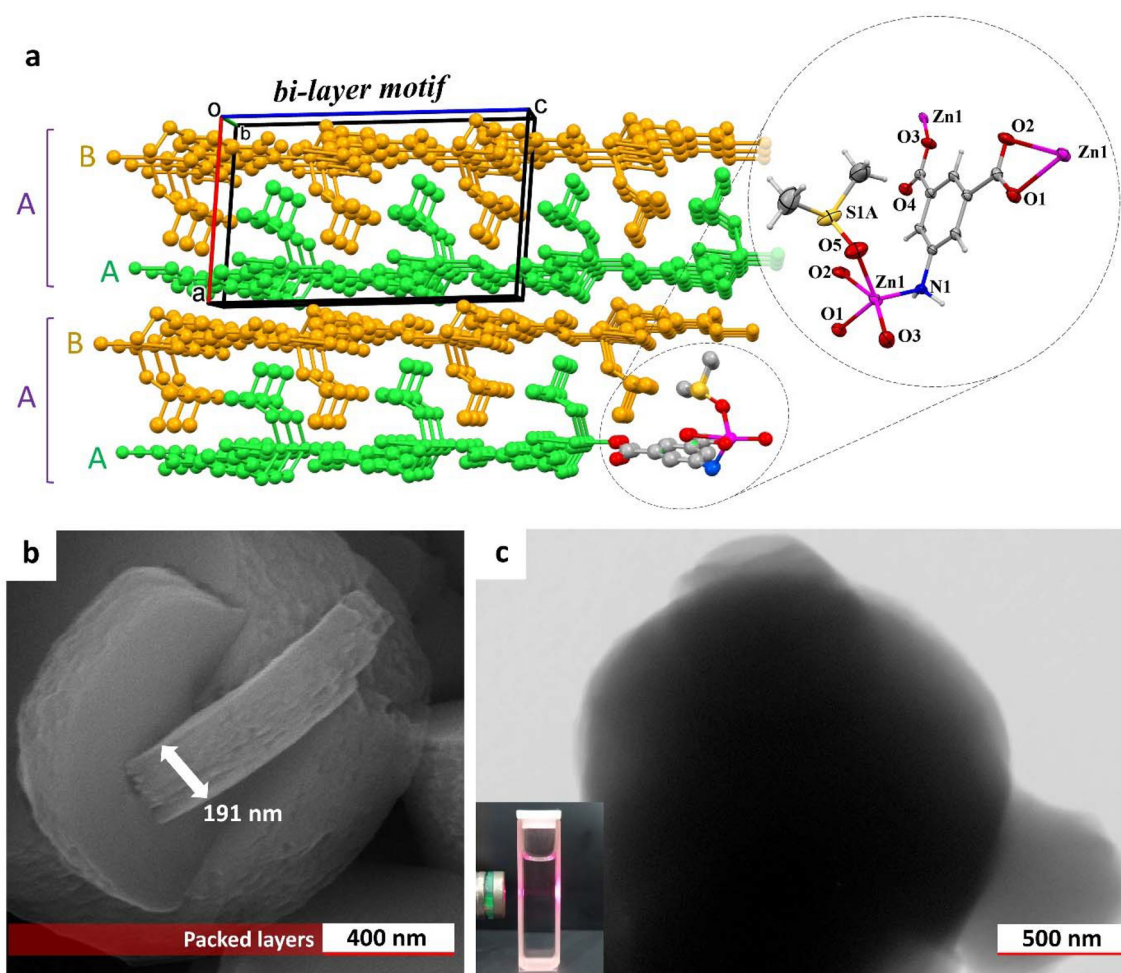 a
bi-layer motif
o
b
c
B
A
A
a
B
A
A
Zn1
O3
O2
Zn1
O4
O1
S1A
O5
O2
Zn1
N1
O1
O3
b
191 nm
Packed layers
400 nm
c
500 nm